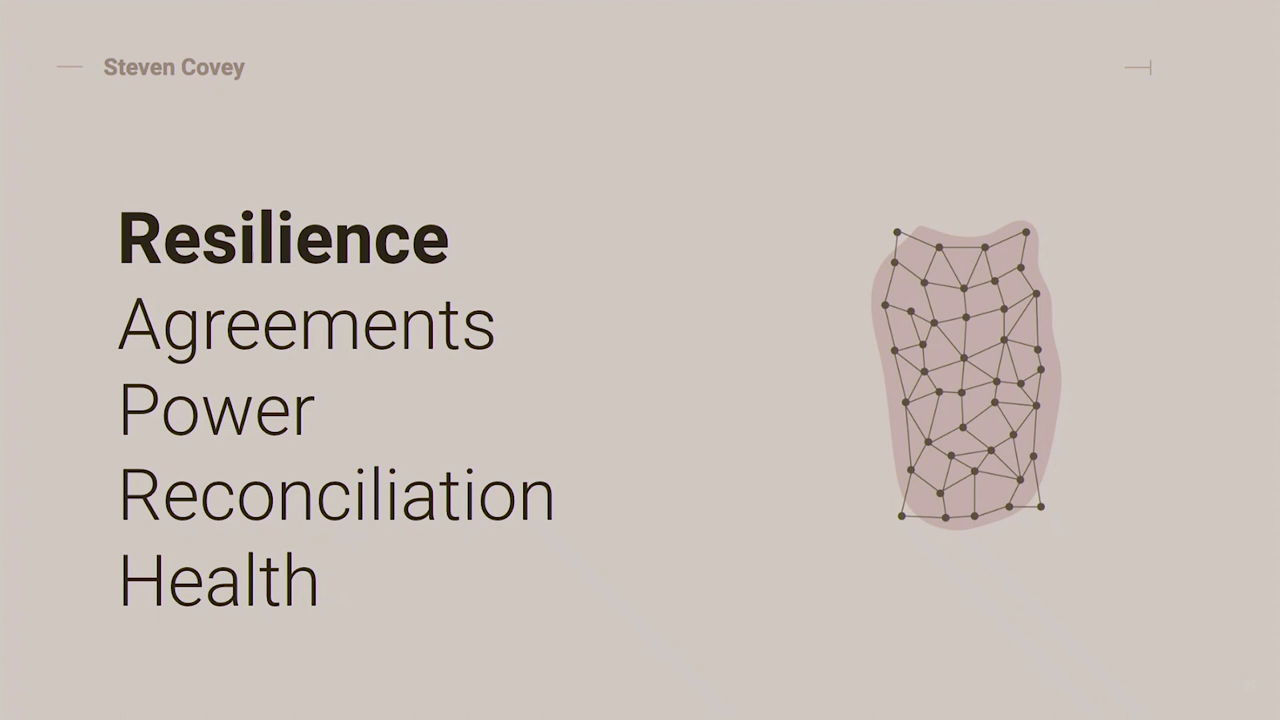 Steven Covey
Resilience
Agreements
Power
Reconciliation
Health